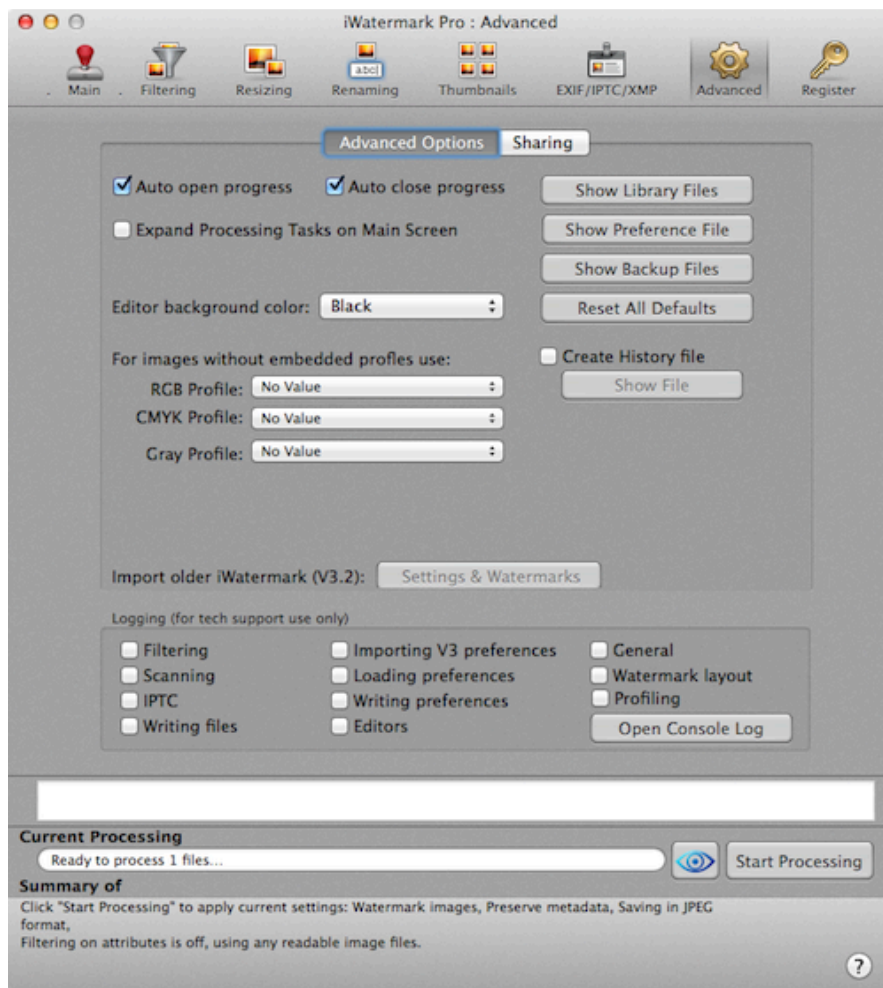 iWatermark Pro : Advanced
. Main . Filtering Resizing Renaming Thumbnails EXIF/IPTC/XMP Advanced Register
abc
Advanced Options Sharing
Auto open progress Auto close progress Show Library Files
Expand Processing Tasks on Main Screen Show Preference File
Show Backup Files
Editor background color: Black Reset All Defaults
For images without embedded profles use: Create History file
RGB Profile: No Value Show File
CMYK Profile: No Value
Gray Profile: No Value
Import older iWatermark (V3.2): Settings & Watermarks
Logging (for tech support use only)
Filtering Importing V3 preferences General
Scanning Loading preferences Watermark layout
IPTC Writing preferences Profiling
Writing files Editors Open Console Log
Current Processing
Ready to process 1 files... Start Processing
Summary of
Click "Start Processing" to apply current settings: Watermark images, Preserve metadata, Saving in JPEG
format,
Filtering on attributes is off, using any readable image files.
?